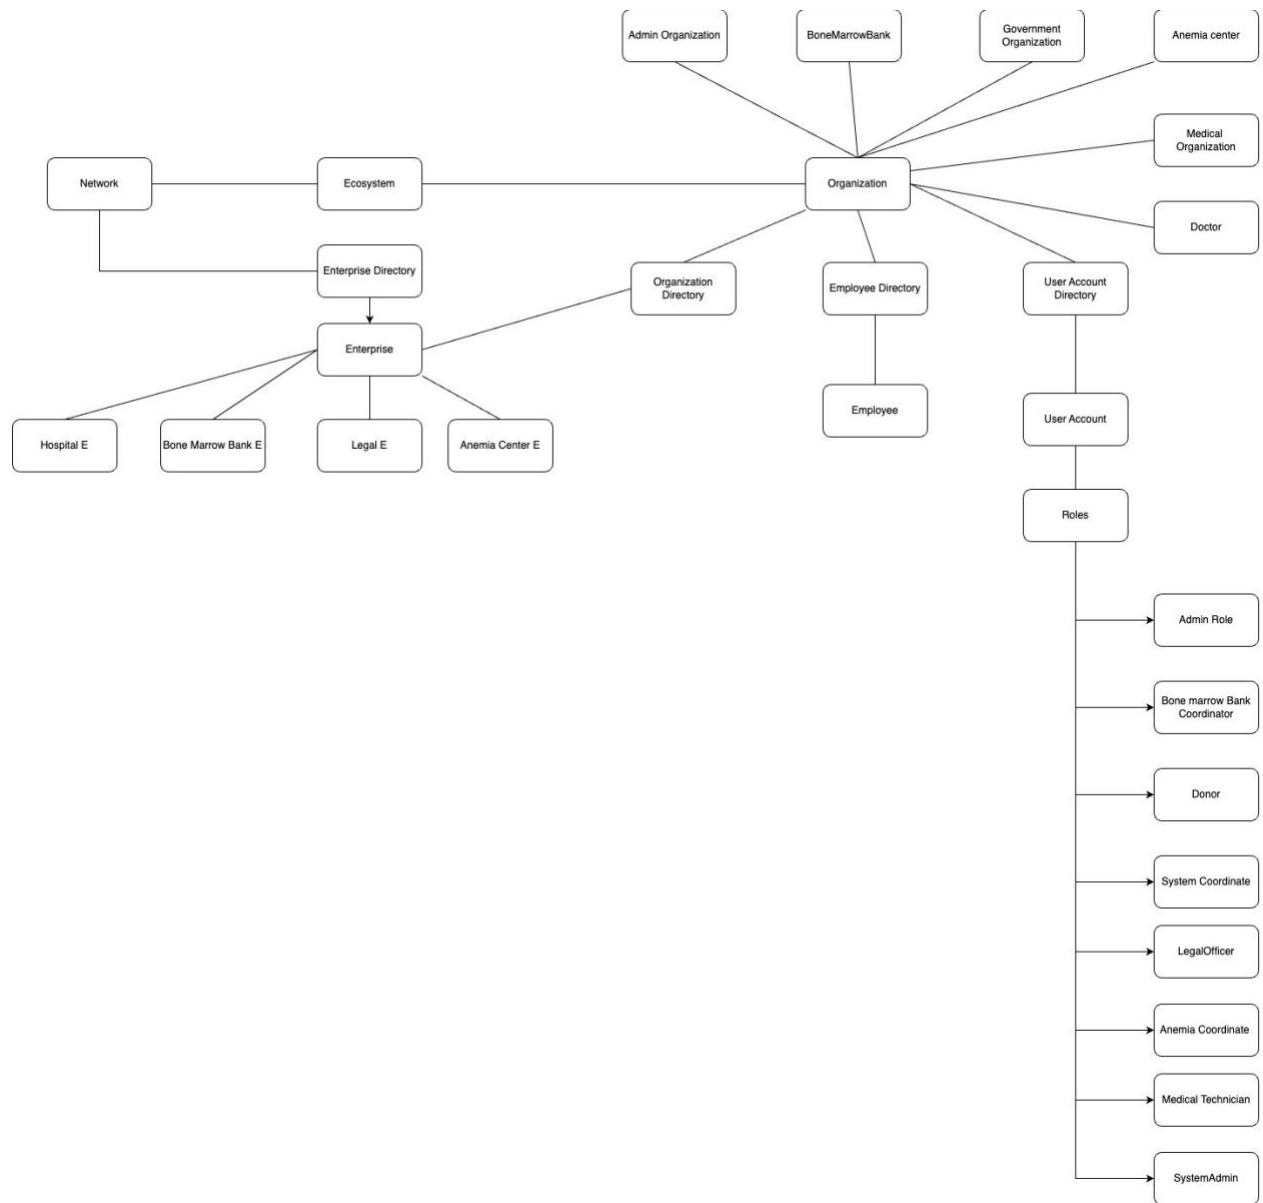 Admin Organization
BoneMarrowBank
Government
Organization
Anemia center
Medical
Organization
Network
Ecosystem
Organization
Doctor
Enterprise Directory
Organization
Directory
Employee Directory
User Account
Directory
Enterprise
Employee
User Account
Hospital E
Bone Marrow Bank E
Legal E
Anemia Center E
Roles
Admin Role
Bone marrow Bank
Coordinator
Donor
System Coordinate
LegalOfficer
Anemia Coordinate
Medical Technician
SystemAdmin